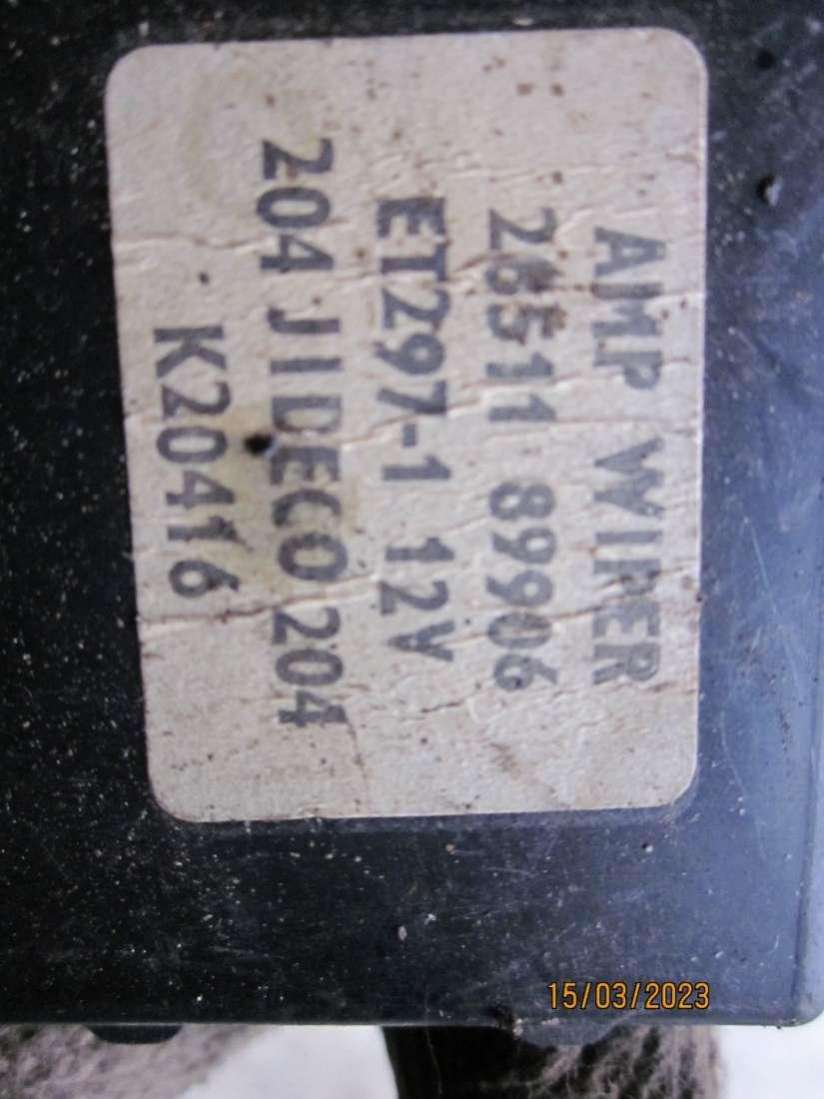 AMP WIPER
28511 89906
ET297-1 12V
204 JIDECO 204
K20416
15/03/2023